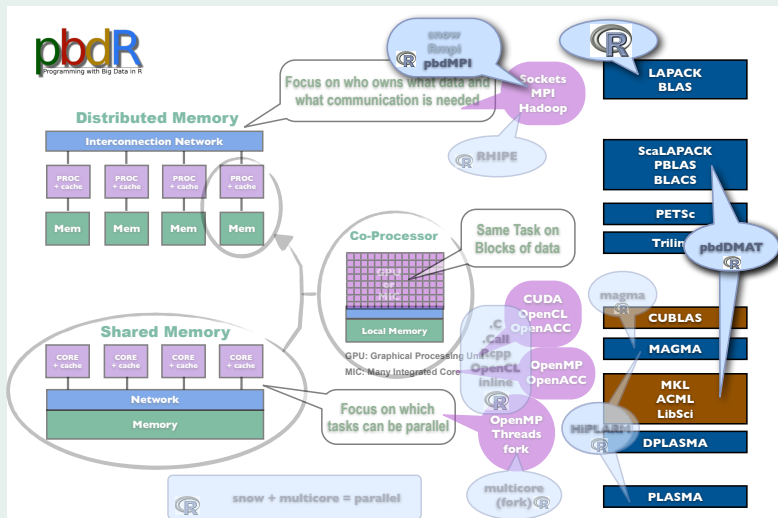 pbdR
Programming with Big Data in R
snow
Rmpi
pbdMPI
R
R
Focus on who owns what data and
what communication is needed
Sockets
MPI
Hadoop
LAPACK
BLAS
Distributed Memory
Interconnection Network
PROC
+ cache
PROC
+ cache
PROC
+ cache
PROC
+ cache
Mem
Mem
Mem
Mem
R RHIPE
ScaLAPACK
PBLAS
BLACS
PETSc
pbdDMAT
R
Co-Processor
GPU
or
MIC
Local Memory
Same Task on
Blocks of data
GPU: Graphical Processing
MIC: Many Integrated Core
CUDA
OpenCL
OpenACC
.C
.Call
Rcpp
OpenCL
inline
R
OpenMP
OpenACC
OpenMP
Threads
fork
magma
R
CUBLAS
MAGMA
MKL
ACML
LibSci
HiPLARM
R
DPLASMA
PLASMA
Shared Memory
CORE
+ cache
CORE
+ cache
CORE
+ cache
CORE
+ cache
Network
Memory
Focus on which
tasks can be parallel
multicore
(fork) R
R snow + multicore = parallel